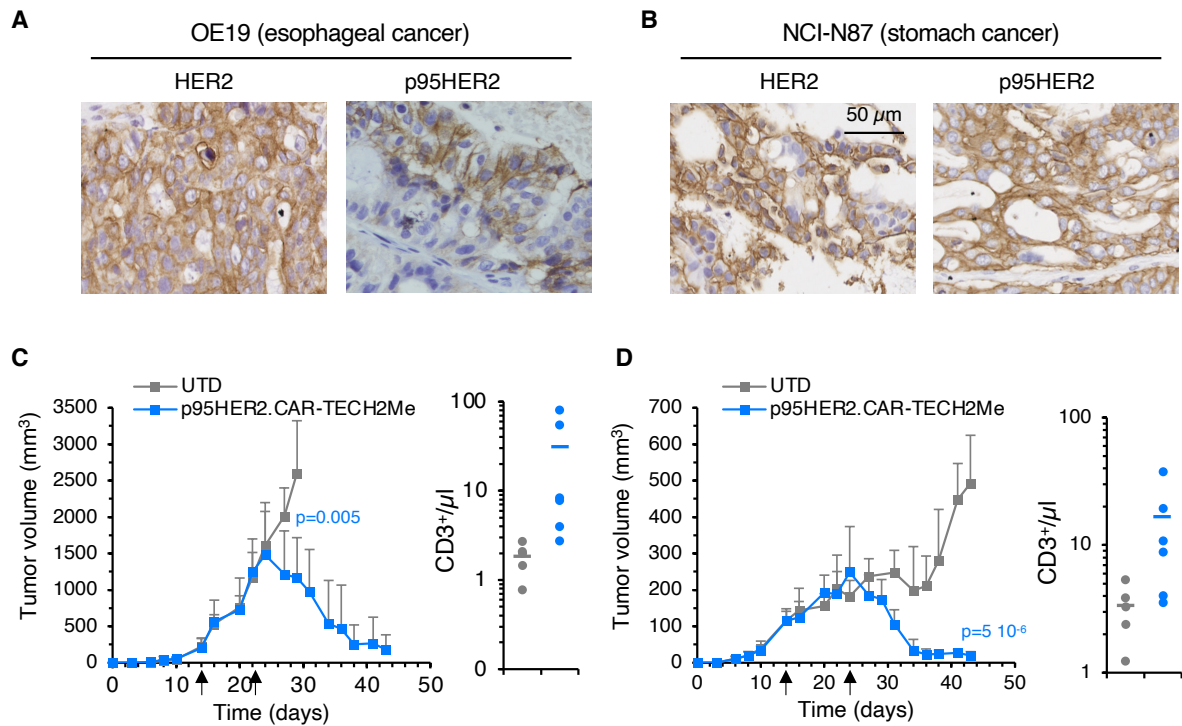 A
OE19 (esophageal cancer)
HER2
p95HER2
B
NCI-N87 (stomach cancer)
HER2
p95HER2
50 µm
C
UTD
p95HER2.CAR-TECH2Me
Tumor volume (mm³)
3500
3000
2500
2000
1500
1000
500
0
p=0.005
0 10 20 30 40 50
Time (days)
CD3⁺/µl
100
10
1
0
D
UTD
p95HER2.CAR-TECH2Me
Tumor volume (mm³)
700
600
500
400
300
200
100
0
p=5 10⁻⁶
0 10 20 30 40 50
Time (days)
CD3⁺/µl
100
10
1